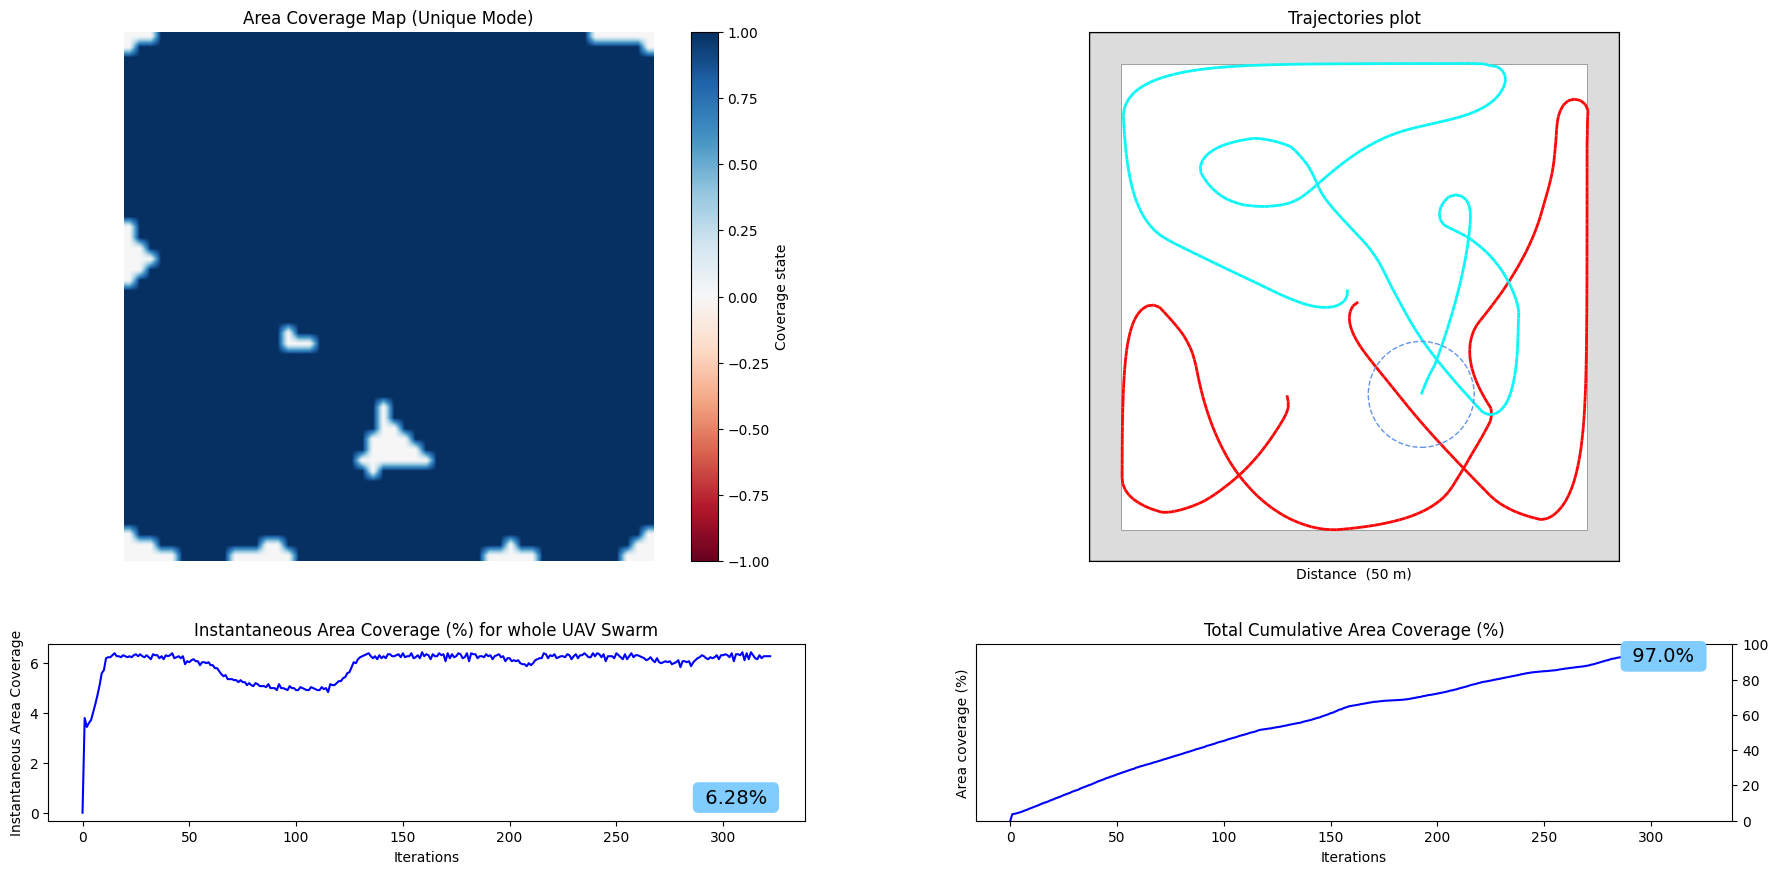 Area Coverage Map (Unique Mode)
1.00
0.75
0.50
0.25
0.00
−0.25
−0.50
−0.75
−1.00
Coverage state
Trajectories plot
Distance  (50 m)
Instantaneous Area Coverage (%) for whole UAV Swarm
Instantaneous Area Coverage
6
4
2
0
6.28%
0 50 100 150 200 250 300
Iterations
Total Cumulative Area Coverage (%)
Area coverage (%)
97.0%
100
80
60
40
20
0
0 50 100 150 200 250 300
Iterations